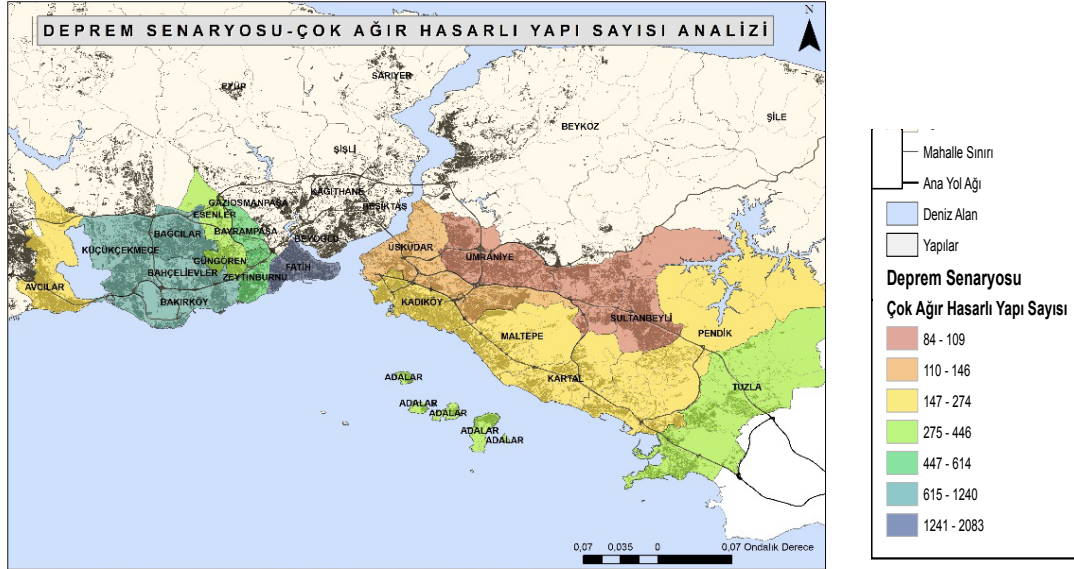 DEPREM SENARYOSU-ÇOK AĞIR HASARLI YAPI SAYISI ANALİZİ
N
SARIYER
EYÜP
ŞİLE
BEYKOZ
ŞİŞLİ
KAĞITHANE
GAZİOSMANPAŞA
BEŞİKTAŞ
ESENLER
BAĞCILAR
BAYRAMPAŞA
BEYOĞLU
KÜÇÜKÇEKMECE
ÜSKÜDAR
ÜMRANİYE
GÜNGÖREN
FATİH
BAHÇELİEVLER
ZEYTİNBURNU
AVCILAR
BAKIRKÖY
KADIKÖY
SULTANBEYLİ
MALTEPE
PENDİK
KARTAL
ADALAR
TUZLA
ADALAR
ADALAR
ADALAR
ADALAR
0,07 0,035 0 0,07 Ondalık Derece
Mahalle Sınırı
Ana Yol Ağı
Deniz Alan
Yapılar
Deprem Senaryosu
Çok Ağır Hasarlı Yapı Sayısı
84 - 109
110 - 146
147 - 274
275 - 446
447 - 614
615 - 1240
1241 - 2083